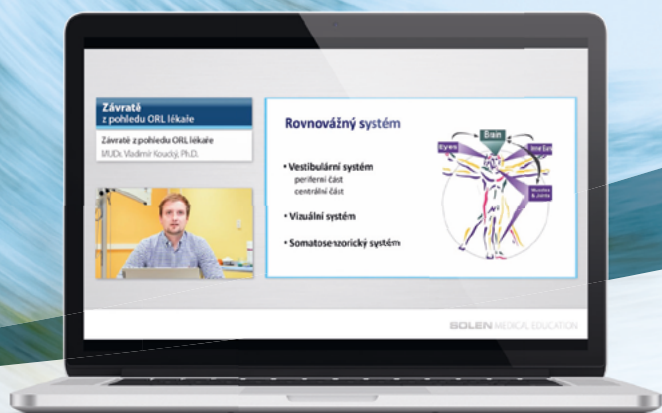 Závratě
z pohledu ORL lékaře
Závratě z pohledu ORL lékaře
MUDr. Vladimír Koucký, Ph.D.
Rovnovážný systém
• Vestibulární systém
periferní část
centrální část
• Vizuální systém
• Somatosenzorický systém
Brain
Eyes
Inner Ears
Muscles
& Joints
SOLEN MEDICAL EDUCATION